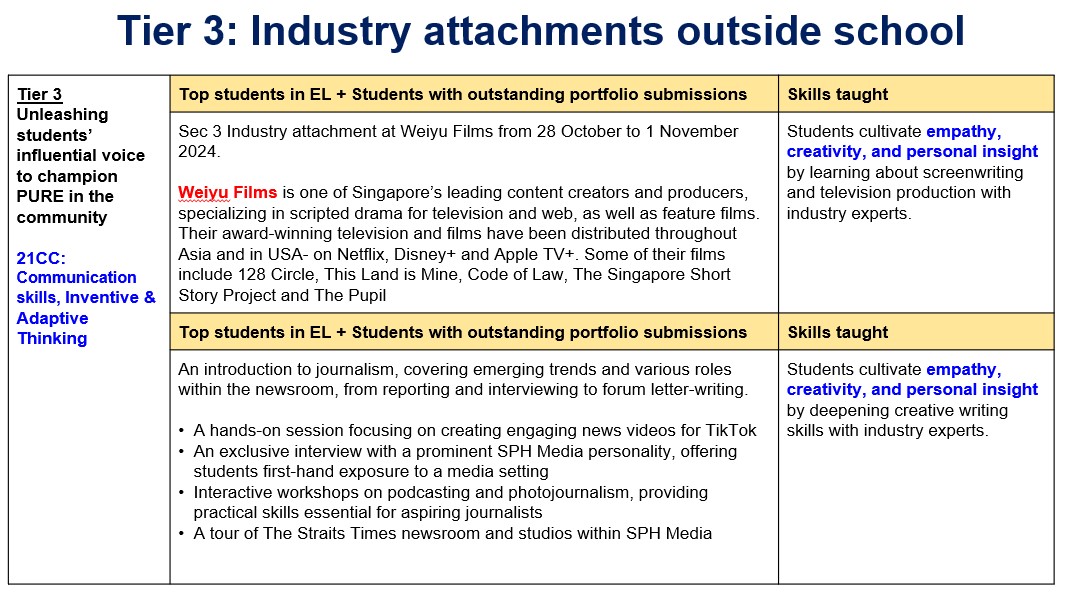 Tier 3: Industry attachments outside school
Tier 3
Unleashing
students'
influential voice
to champion
PURE in the
community
21CC:
Communication
skills, Inventive &
Adaptive
Thinking
Top students in EL + Students with outstanding portfolio submissions
Skills taught
Sec 3 Industry attachment at Weiyu Films from 28 October to 1 November
2024.
Weiyu Films is one of Singapore's leading content creators and producers,
specializing in scripted drama for television and web, as well as feature films.
Their award-winning television and films have been distributed throughout
Asia and in USA- on Netflix, Disney+ and Apple TV+. Some of their films
include 128 Circle, This Land is Mine, Code of Law, The Singapore Short
Story Project and The Pupil
Students cultivate empathy,
creativity, and personal insight
by learning about screenwriting
and television production with
industry experts.
Top students in EL + Students with outstanding portfolio submissions
Skills taught
An introduction to journalism, covering emerging trends and various roles
within the newsroom, from reporting and interviewing to forum letter-writing.
• A hands-on session focusing on creating engaging news videos for TikTok
• An exclusive interview with a prominent SPH Media personality, offering
students first-hand exposure to a media setting
• Interactive workshops on podcasting and photojournalism, providing
practical skills essential for aspiring journalists
• A tour of The Straits Times newsroom and studios within SPH Media
Students cultivate empathy,
creativity, and personal insight
by deepening creative writing
skills with industry experts.